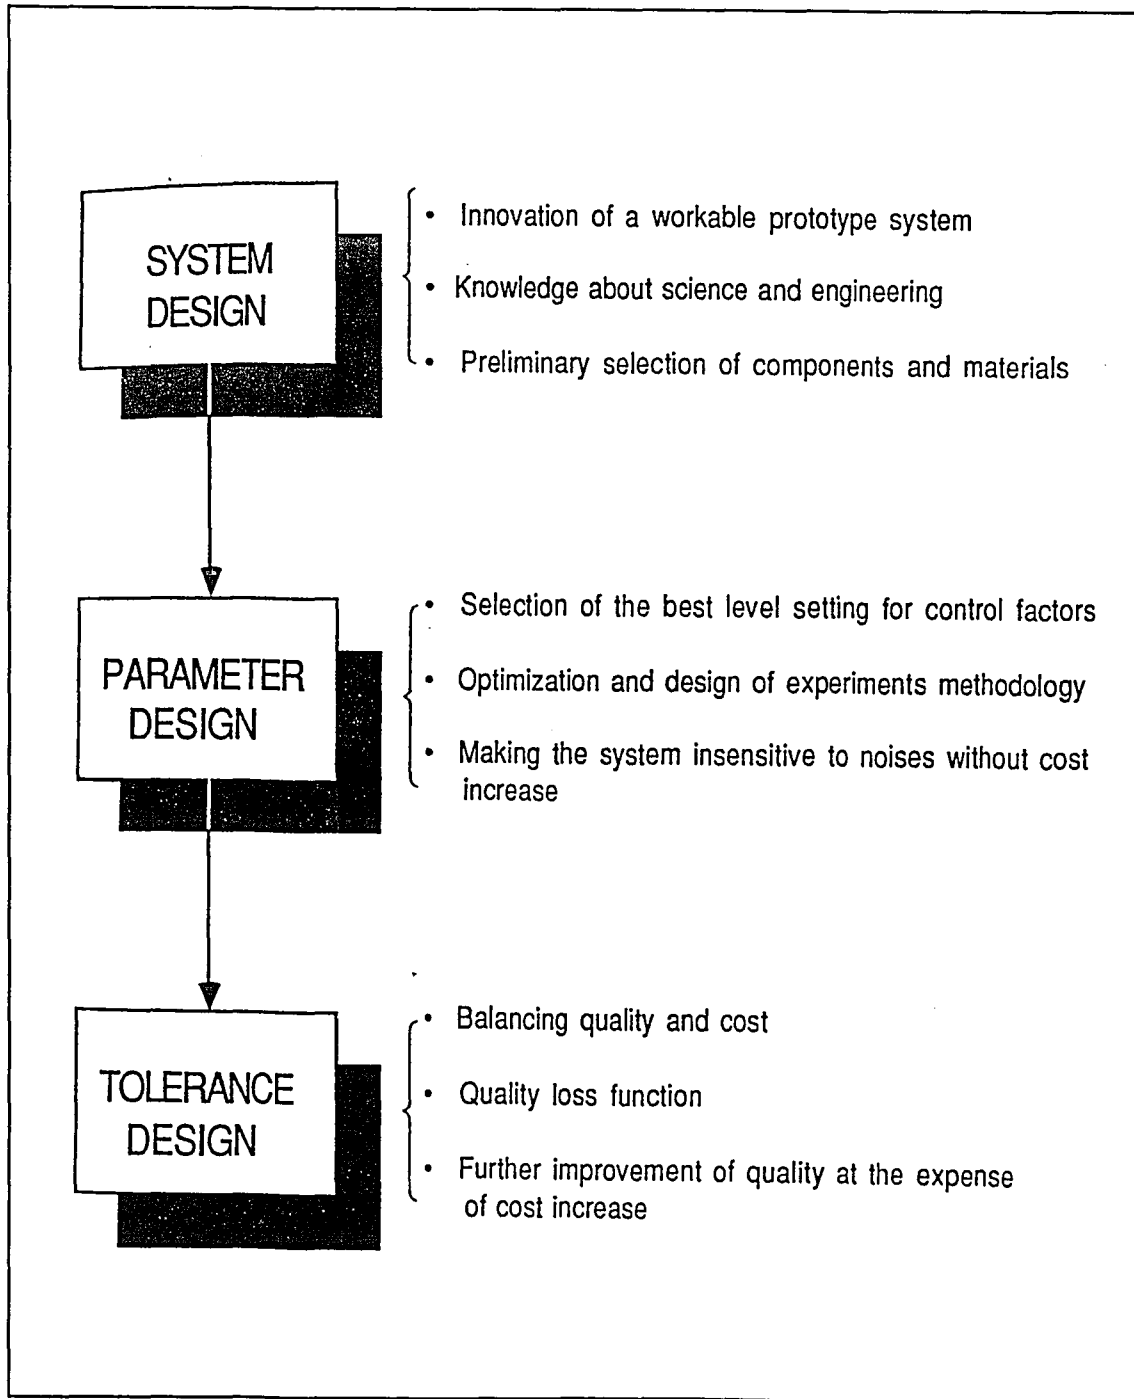 SYSTEM
DESIGN
• Innovation of a workable prototype system
• Knowledge about science and engineering
• Preliminary selection of components and materials
PARAMETER
DESIGN
• Selection of the best level setting for control factors
• Optimization and design of experiments methodology
• Making the system insensitive to noises without cost
increase
TOLERANCE
DESIGN
• Balancing quality and cost
• Quality loss function
• Further improvement of quality at the expense
of cost increase